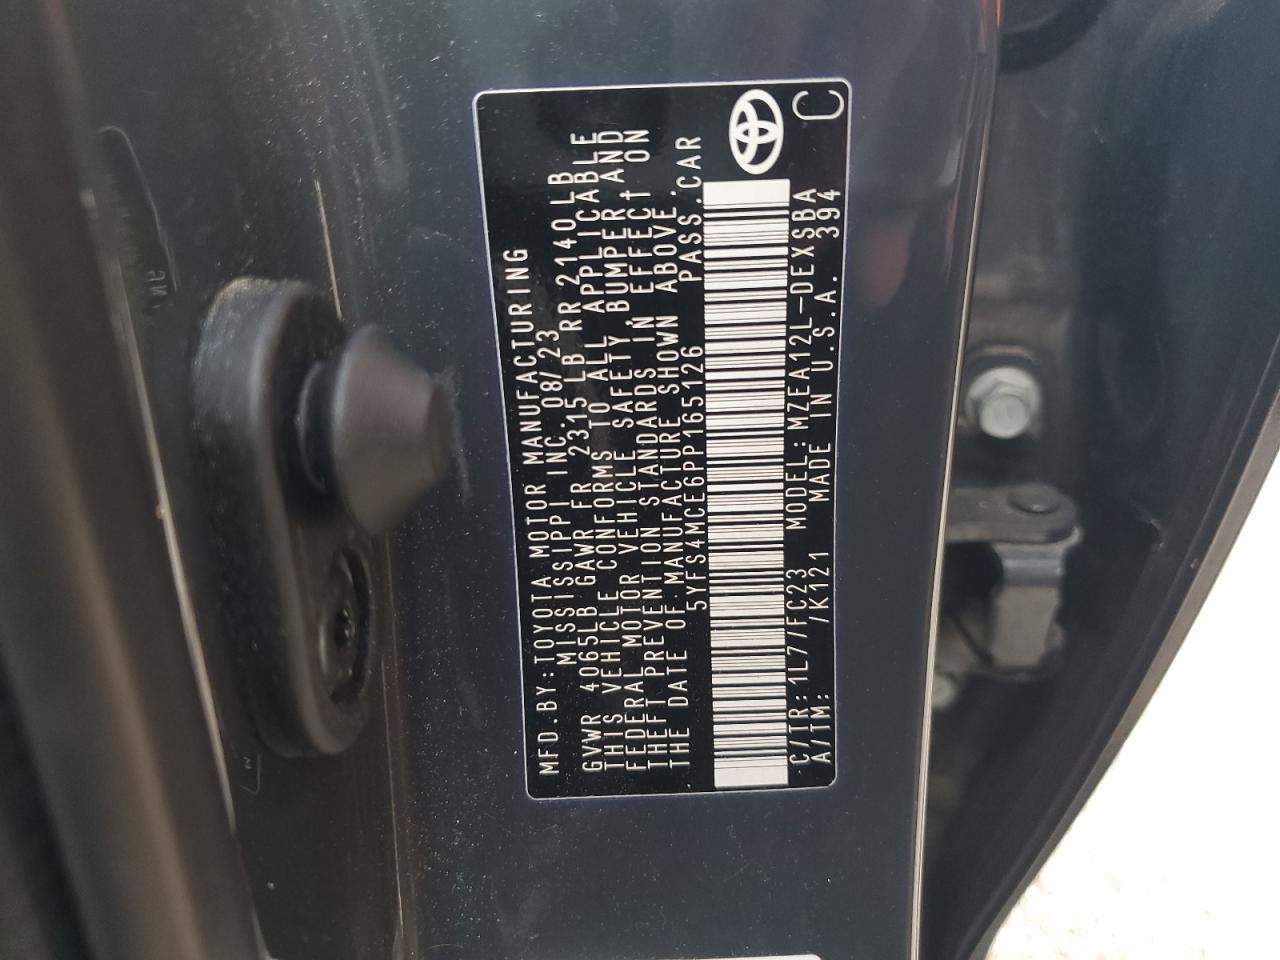 MFD.BY:TOYOTA MOTOR MANUFACTURING
MISSISSIPPI INC. 08/23
GVWR 4065LB GAWR FR 2315 LB RR 2140 LB
THIS VEHICLE CONFORMS TO ALL APPLICABLE
FEDERAL MOTOR VEHICLE SAFETY, BUMPER, AND
THEFT PREVENTION STANDARDS IN EFFECT ON
THE DATE OF MANUFACTURE SHOWN ABOVE.
5YFS4MCE6PP165126 PASS.CAR
C/TR: 1L7/FC23 MODEL: MZEA12L-DEXSBA
A/TM: /K121 MADE IN U.S.A. 394
C